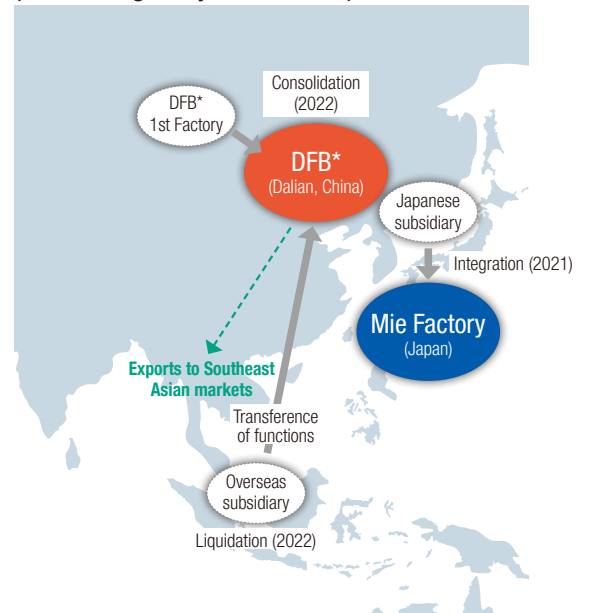 Consolidation
(2022)
DFB*
1st Factory
DFB*
(Dalian, China)
Japanese
subsidiary
Integration (2021)
Mie Factory
(Japan)
Exports to Southeast
Asian markets
Transference
of functions
Overseas
subsidiary
Liquidation (2022)